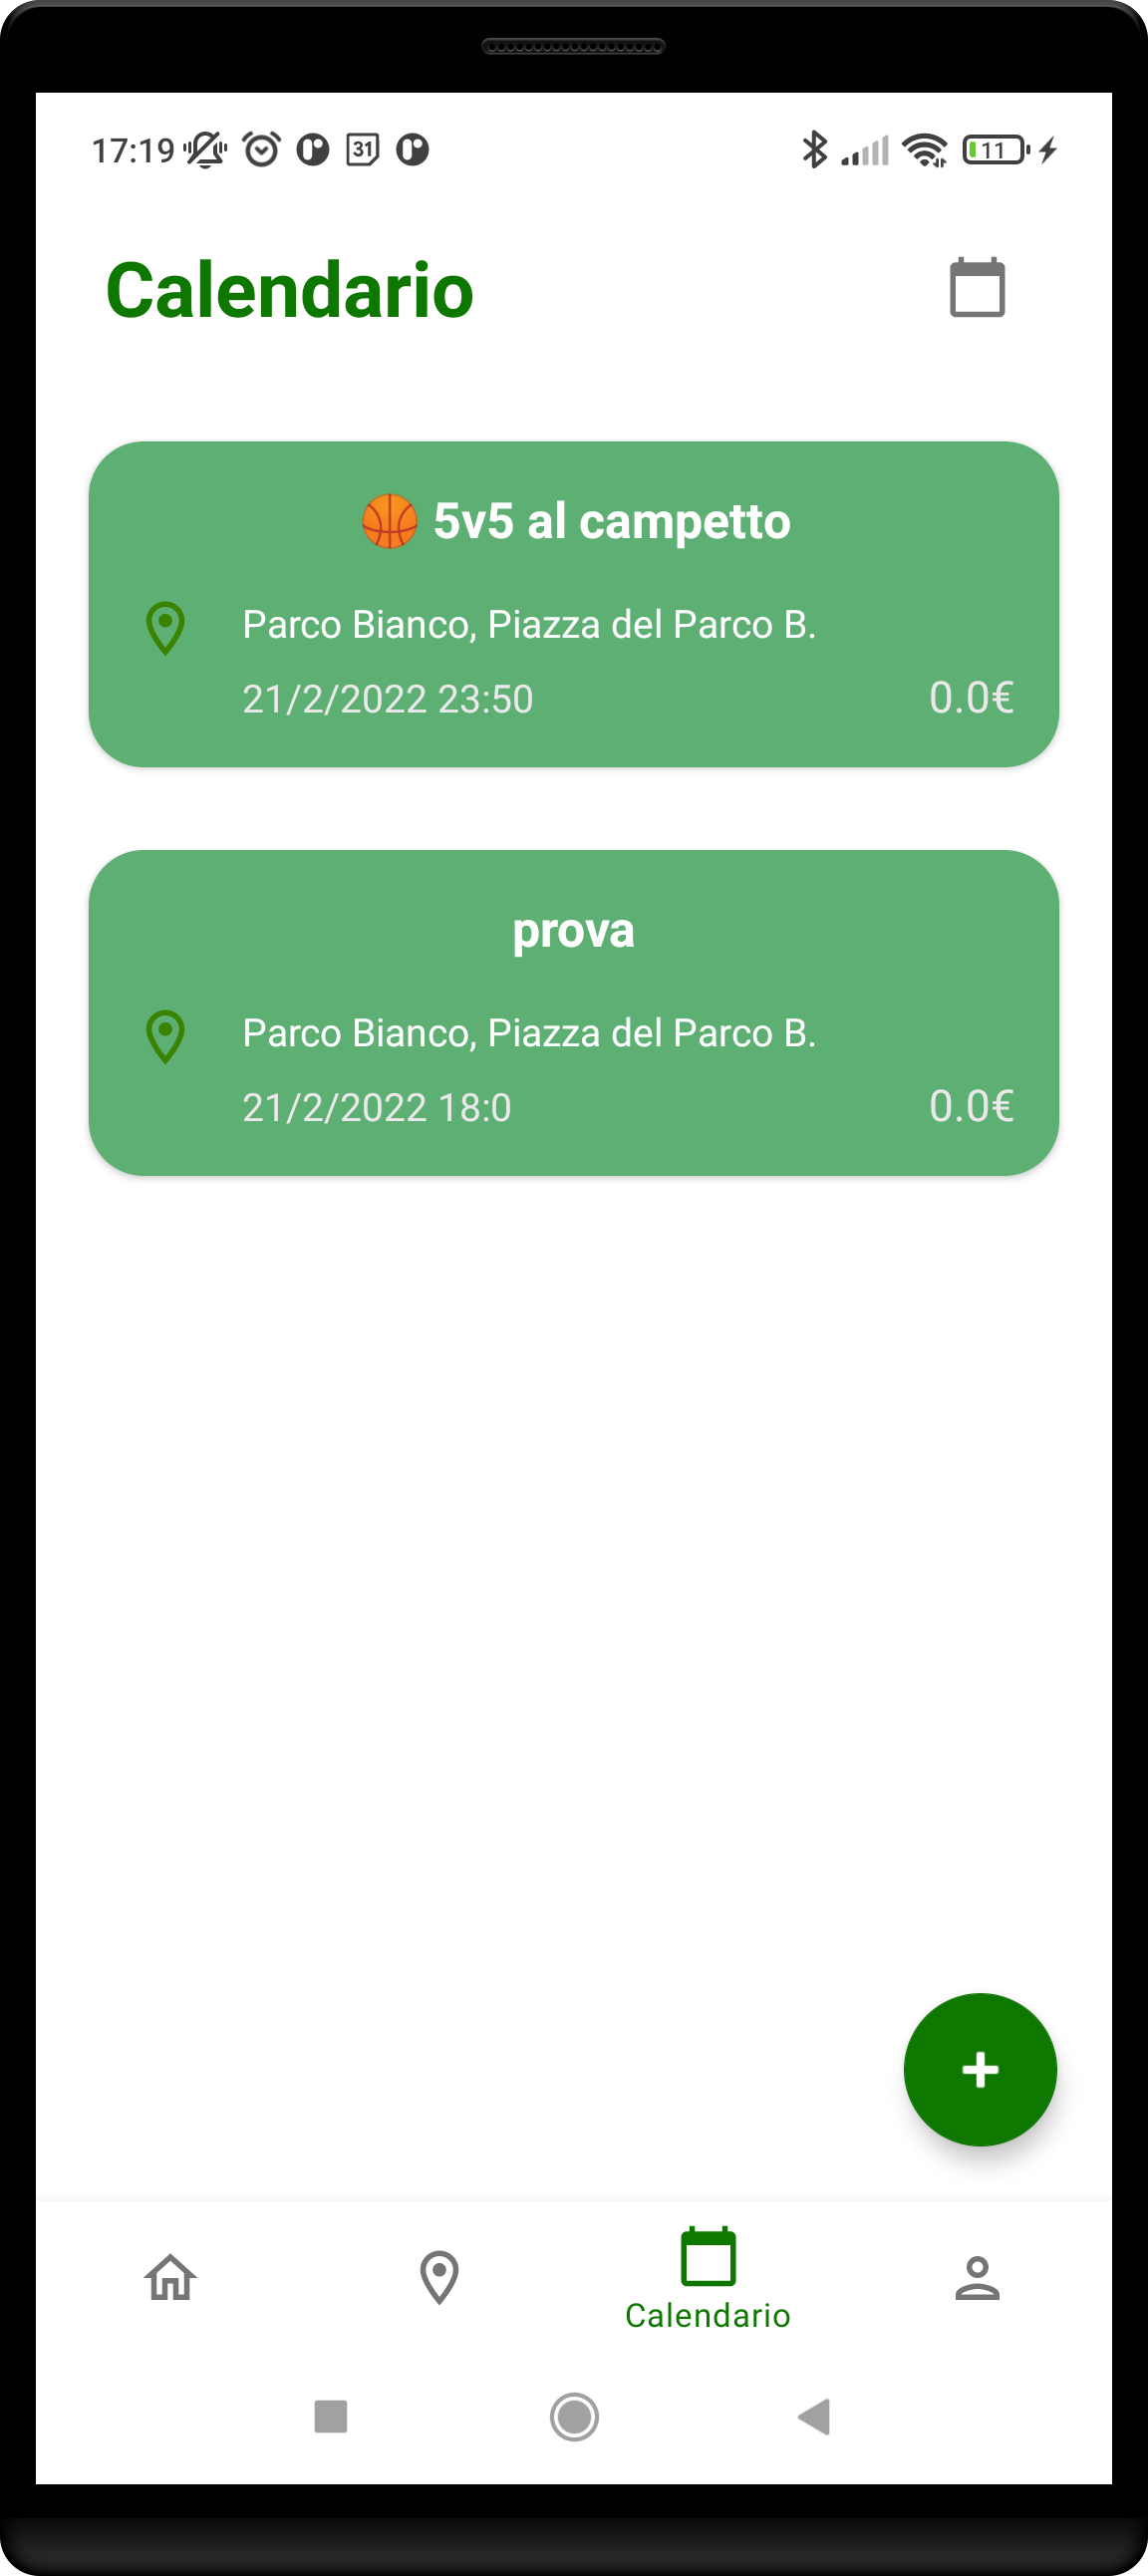 17:19 31 11
Calendario
🏀 5v5 al campetto
Parco Bianco, Piazza del Parco B.
21/2/2022 23:50 0.0€
prova
Parco Bianco, Piazza del Parco B.
21/2/2022 18:0 0.0€
Calendario